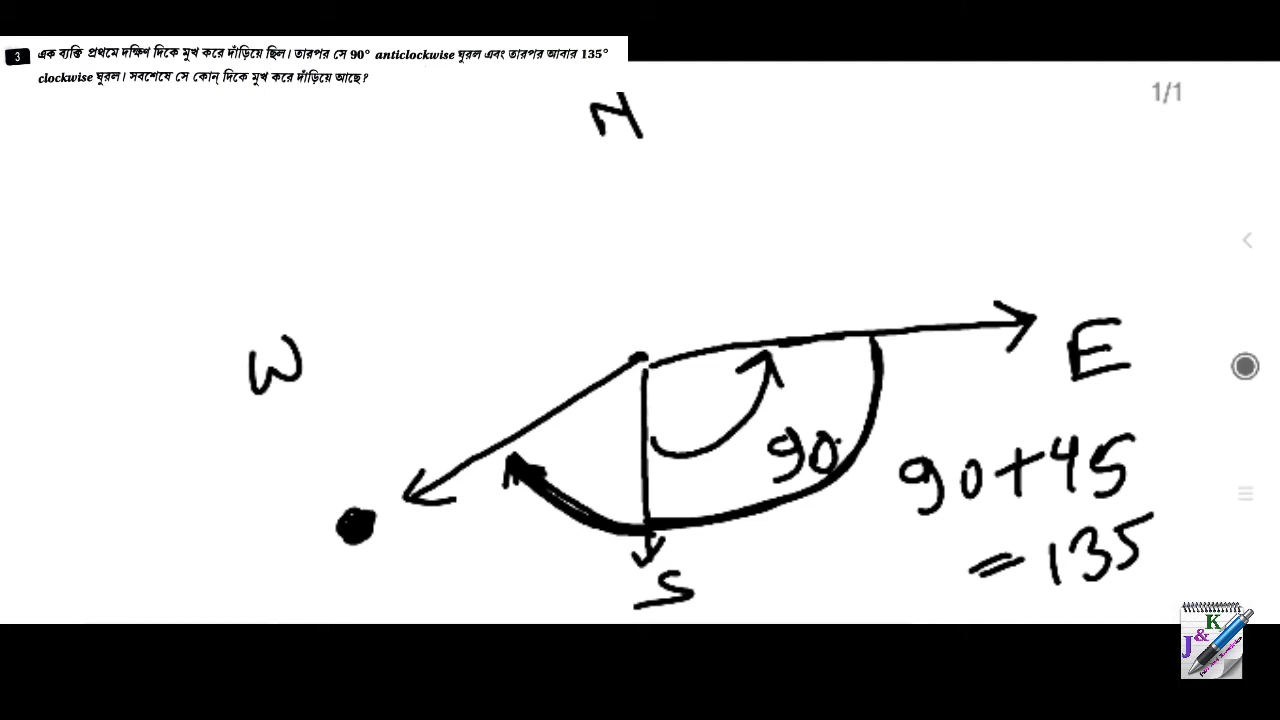 3 এক ব্যক্তি প্রথমে দক্ষিণ দিকে মুখ করে দাঁড়িয়ে ছিল। তারপর সে 90° anticlockwise ঘুরল এবং তারপর আবার 135°
clockwise ঘুরল। সবশেষে সে কোন্ দিকে মুখ করে দাঁড়িয়ে আছে?
1/1
N
W
E
90
90+45
=135
S
J&K